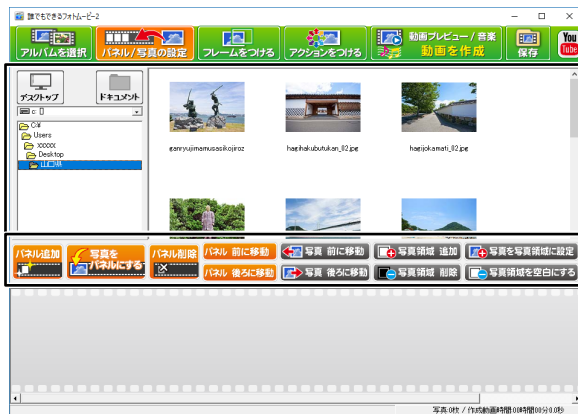 誰でもできるフォトムービー2
アルバムを選択
パネル/写真の設定
フレームをつける
アクションをつける
動画プレビュー / 音楽
動画を作成
保存
You
Tube
デスクトップ
ドキュメント
c: []
C:¥
Users
xxxxx
Desktop
山口県
ganryujimamusasikojiroz
hagihakubutukan_02.jpg
hagijokamati_02.jpg
パネル追加
写真を
パネルにする
パネル削除
パネル 前に移動
写真 前に移動
写真領域 追加
写真を写真領域に設定
パネル 後ろに移動
写真 後ろに移動
写真領域 削除
写真領域を空白にする
写真:0枚 / 作成動画時間:00時間00分0.0秒